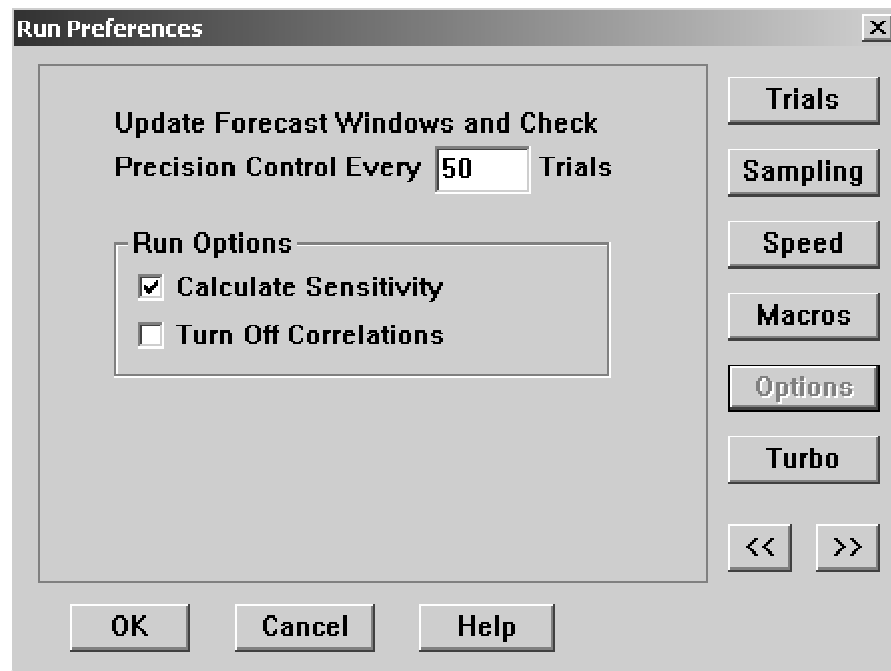 Run Preferences
Update Forecast Windows and Check
Precision Control Every 50 Trials
Run Options
Calculate Sensitivity
Turn Off Correlations
Trials
Sampling
Speed
Macros
Options
Turbo
<< >>
OK Cancel Help